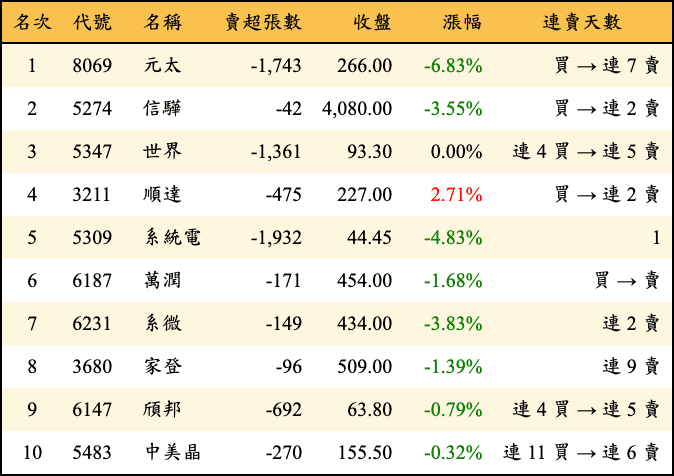 名次 代號 名稱 賣超張數 收盤 漲幅 連賣天數
1 8069 元太 -1,743 266.00 -6.83% 買 → 連 7 賣
2 5274 信驊 -42 4,080.00 -3.55% 買 → 連 2 賣
3 5347 世界 -1,361 93.30 0.00% 連 4 買 → 連 5 賣
4 3211 順達 -475 227.00 2.71% 買 → 連 2 賣
5 5309 系統電 -1,932 44.45 -4.83% 1
6 6187 萬潤 -171 454.00 -1.68% 買 → 賣
7 6231 系微 -149 434.00 -3.83% 連 2 賣
8 3680 家登 -96 509.00 -1.39% 連 9 賣
9 6147 頎邦 -692 63.80 -0.79% 連 4 買 → 連 5 賣
10 5483 中美晶 -270 155.50 -0.32% 連 11 買 → 連 6 賣